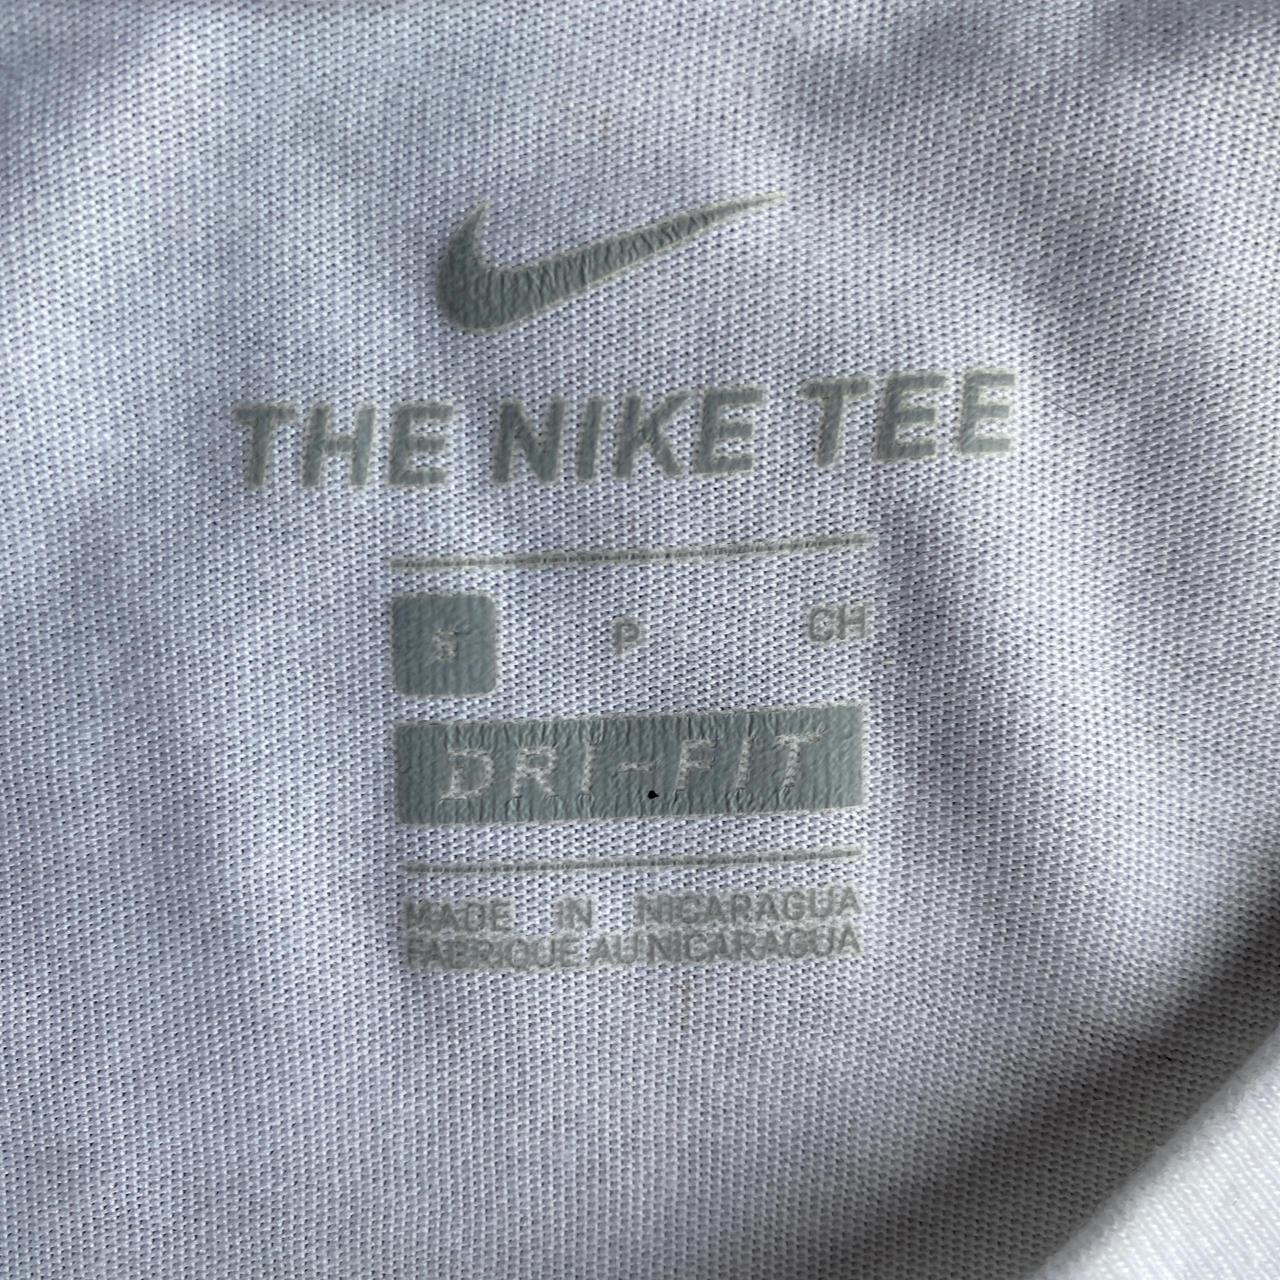 THE NIKE TEE
P CH
DRI-FIT
MADE IN NICARAGUA
FABRIQUE AU NICARAGUA